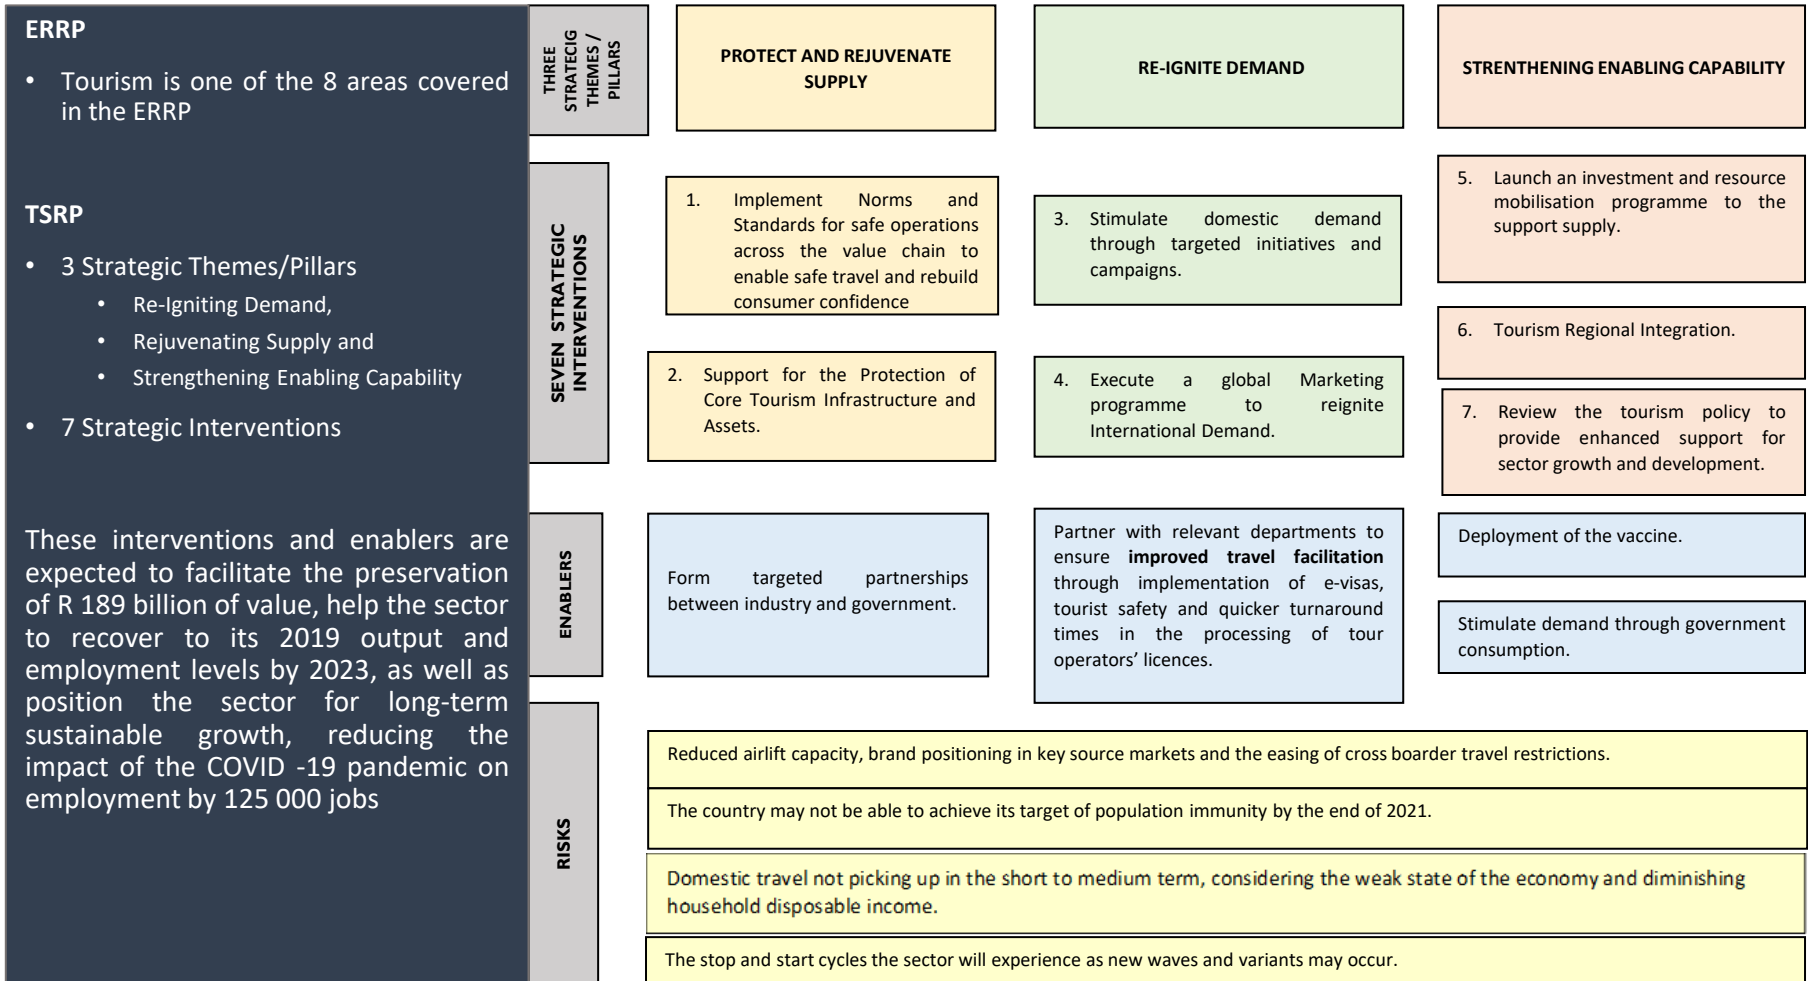 ERRP
• Tourism is one of the 8 areas covered
in the ERRP
TSRP
• 3 Strategic Themes/Pillars
• Re-Igniting Demand,
• Rejuvenating Supply and
• Strengthening Enabling Capability
• 7 Strategic Interventions
These interventions and enablers are
expected to facilitate the preservation
of R 189 billion of value, help the sector
to recover to its 2019 output and
employment levels by 2023, as well as
position the sector for long-term
sustainable growth, reducing the
impact of the COVID -19 pandemic on
employment by 125 000 jobs
THREE
STRATECIG
THEMES /
PILLARS
PROTECT AND REJUVENATE
SUPPLY
RE-IGNITE DEMAND
STRENTHENING ENABLING CAPABILITY
SEVEN STRATEGIC
INTERVENTIONS
1. Implement Norms and
Standards for safe operations
across the value chain to
enable safe travel and rebuild
consumer confidence
2. Support for the Protection of
Core Tourism Infrastructure and
Assets.
3. Stimulate domestic demand
through targeted initiatives and
campaigns.
4. Execute a global Marketing
programme to reignite
International Demand.
5. Launch an investment and resource
mobilisation programme to the
support supply.
6. Tourism Regional Integration.
7. Review the tourism policy to
provide enhanced support for
sector growth and development.
ENABLERS
Form targeted partnerships
between industry and government.
Partner with relevant departments to
ensure improved travel facilitation
through implementation of e-visas,
tourist safety and quicker turnaround
times in the processing of tour
operators’ licences.
Deployment of the vaccine.
Stimulate demand through government
consumption.
RISKS
Reduced airlift capacity, brand positioning in key source markets and the easing of cross boarder travel restrictions.
The country may not be able to achieve its target of population immunity by the end of 2021.
Domestic travel not picking up in the short to medium term, considering the weak state of the economy and diminishing
household disposable income.
The stop and start cycles the sector will experience as new waves and variants may occur.